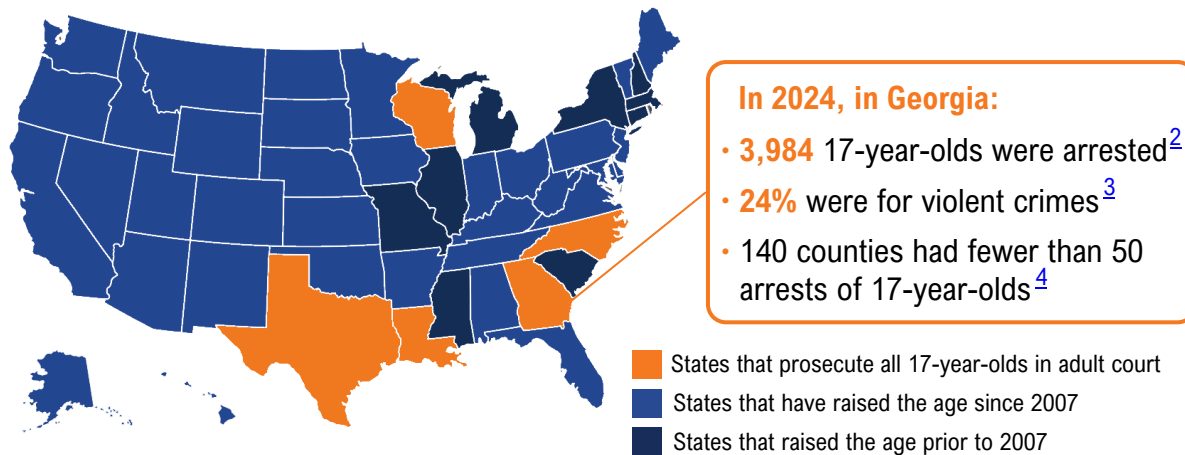 In 2024, in Georgia:
· 3,984 17-year-olds were arrested2
· 24% were for violent crimes3
· 140 counties had fewer than 50
arrests of 17-year-olds4
States that prosecute all 17-year-olds in adult court
States that have raised the age since 2007
States that raised the age prior to 2007